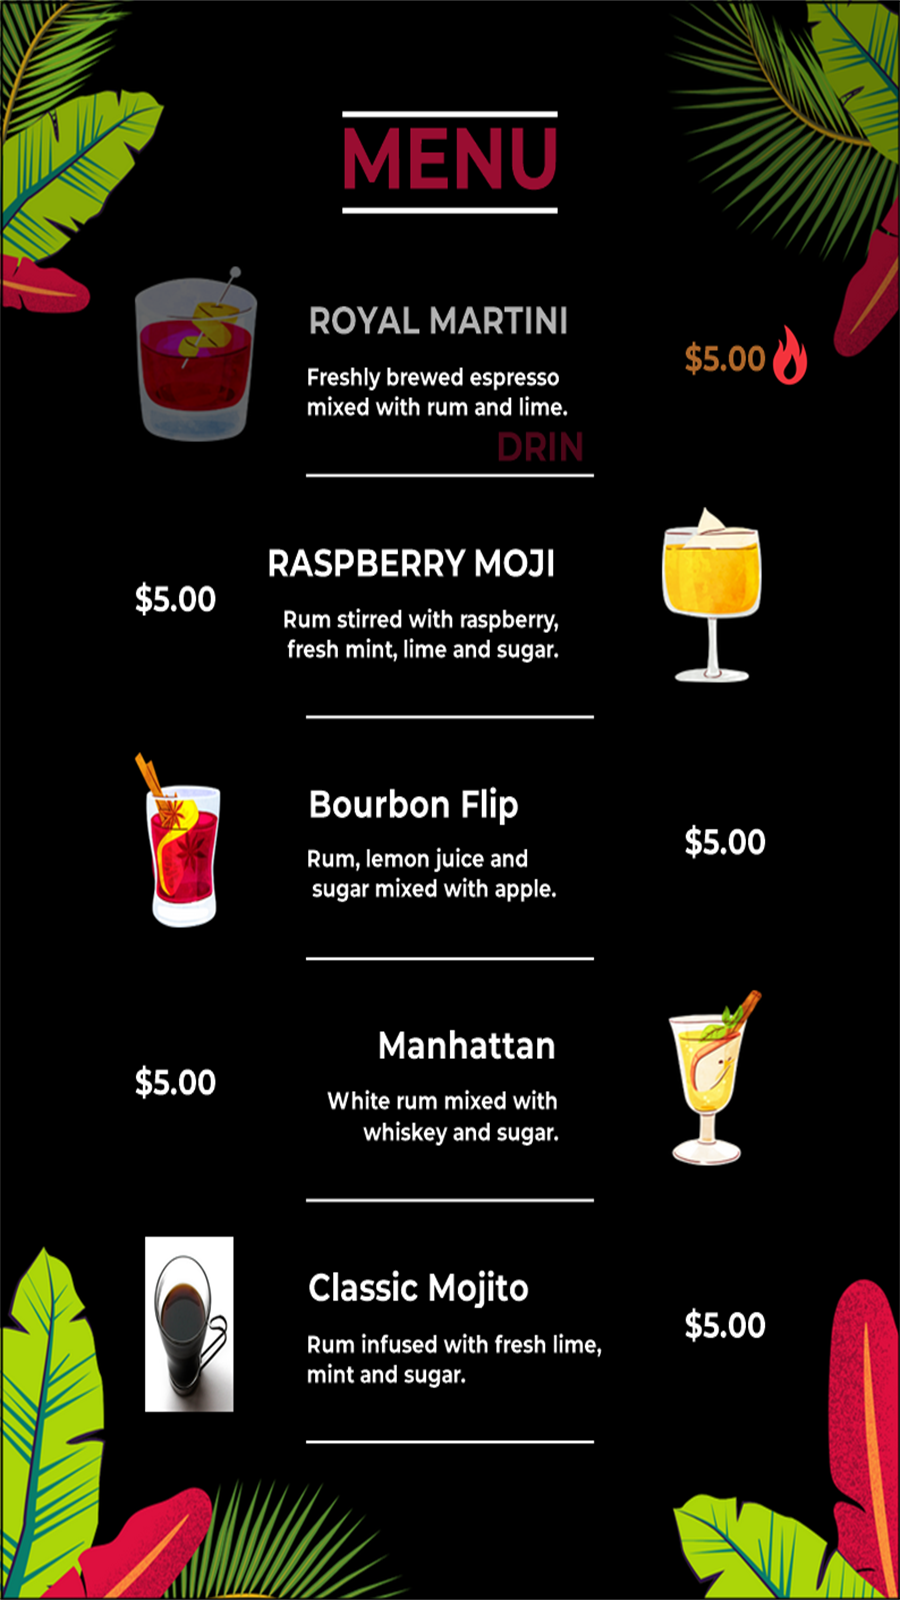 MENU
ROYAL MARTINI
Freshly brewed espresso
mixed with rum and lime.
$5.00
DRIN
RASPBERRY MOJI
Rum stirred with raspberry,
fresh mint, lime and sugar.
$5.00
Bourbon Flip
Rum, lemon juice and
sugar mixed with apple.
$5.00
Manhattan
White rum mixed with
whiskey and sugar.
$5.00
Classic Mojito
Rum infused with fresh lime,
mint and sugar.
$5.00